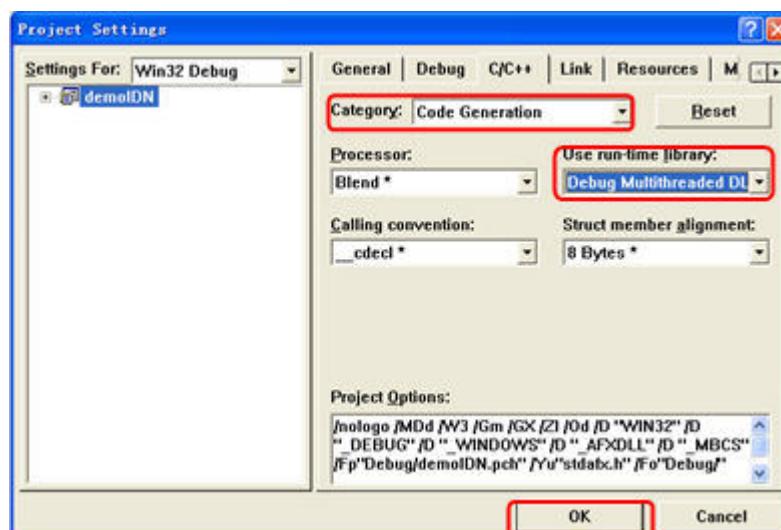 Project Settings
Settings For: Win32 Debug
demoIDN
General Debug C/C++ Link Resources M
Category: Code Generation Reset
Processor: Use run-time library:
Blend * Debug Multithreaded DL
Calling convention: Struct member alignment:
__cdecl * 8 Bytes *
Project Options:
/nologo /MDd /W3 /Gm /GX /ZI /Od /D "WIN32" /D
"_DEBUG" /D "_WINDOWS" /D "_AFXDLL" /D "_MBCS"
/Fp"Debug/demoIDN.pch" /Yu"stdafx.h" /Fo"Debug/"
OK Cancel